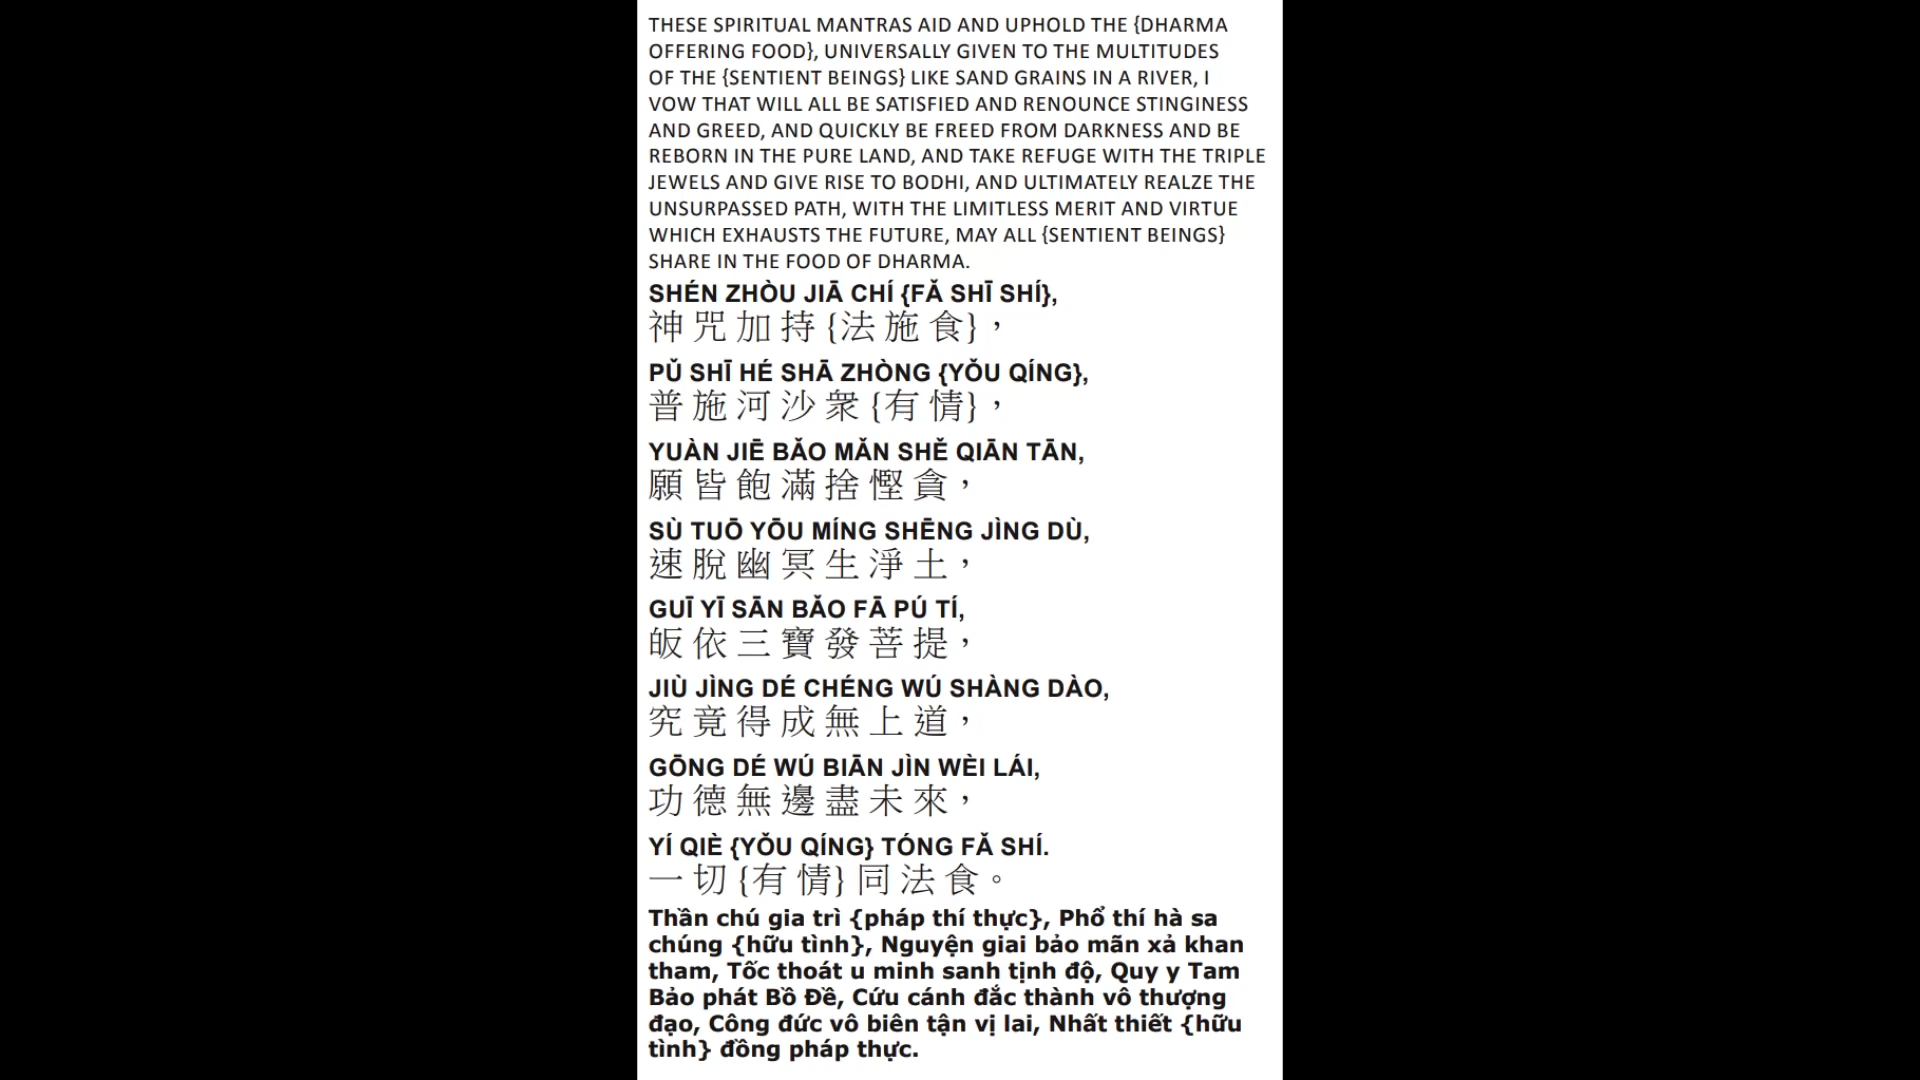 THESE SPIRITUAL MANTRAS AID AND UPHOLD THE {DHARMA
OFFERING FOOD}, UNIVERSALLY GIVEN TO THE MULTITUDES
OF THE {SENTIENT BEINGS} LIKE SAND GRAINS IN A RIVER, I
VOW THAT WILL ALL BE SATISFIED AND RENOUNCE STINGINESS
AND GREED, AND QUICKLY BE FREED FROM DARKNESS AND BE
REBORN IN THE PURE LAND, AND TAKE REFUGE WITH THE TRIPLE
JEWELS AND GIVE RISE TO BODHI, AND ULTIMATELY REALZE THE
UNSURPASSED PATH, WITH THE LIMITLESS MERIT AND VIRTUE
WHICH EXHAUSTS THE FUTURE, MAY ALL {SENTIENT BEINGS}
SHARE IN THE FOOD OF DHARMA.
SHÉN ZHÒU JIĀ CHÍ {FǍ SHĪ SHÍ},
神 咒 加 持 {法 施 食}，
PǓ SHĪ HÉ SHĀ ZHÒNG {YǑU QÍNG},
普 施 河 沙 衆 {有 情}，
YUÀN JIĒ BǍO MǍN SHĚ QIĀN TĀN,
願 皆 飽 滿 捨 慳 貪，
SÙ TUŌ YŌU MÍNG SHĒNG JÌNG DÙ,
速 脫 幽 冥 生 淨 土，
GUĪ YĪ SĀN BǍO FĀ PÚ TÍ,
皈 依 三 寶 發 菩 提，
JIÙ JÌNG DÉ CHÉNG WÚ SHÀNG DÀO,
究 竟 得 成 無 上 道，
GŌNG DÉ WÚ BIĀN JÌN WÈI LÁI,
功 德 無 邊 盡 未 來，
YÍ QIÈ {YǑU QÍNG} TÓNG FǍ SHÍ.
一 切 {有 情} 同 法 食。
Thần chú gia trì {pháp thí thực}, Phổ thí hà sa
chúng {hữu tình}, Nguyện giai bảo mãn xả khan
tham, Tốc thoát u minh sanh tịnh độ, Quy y Tam
Bảo phát Bồ Đề, Cứu cánh đắc thành vô thượng
đạo, Công đức vô biên tận vị lai, Nhất thiết {hữu
tình} đồng pháp thực.